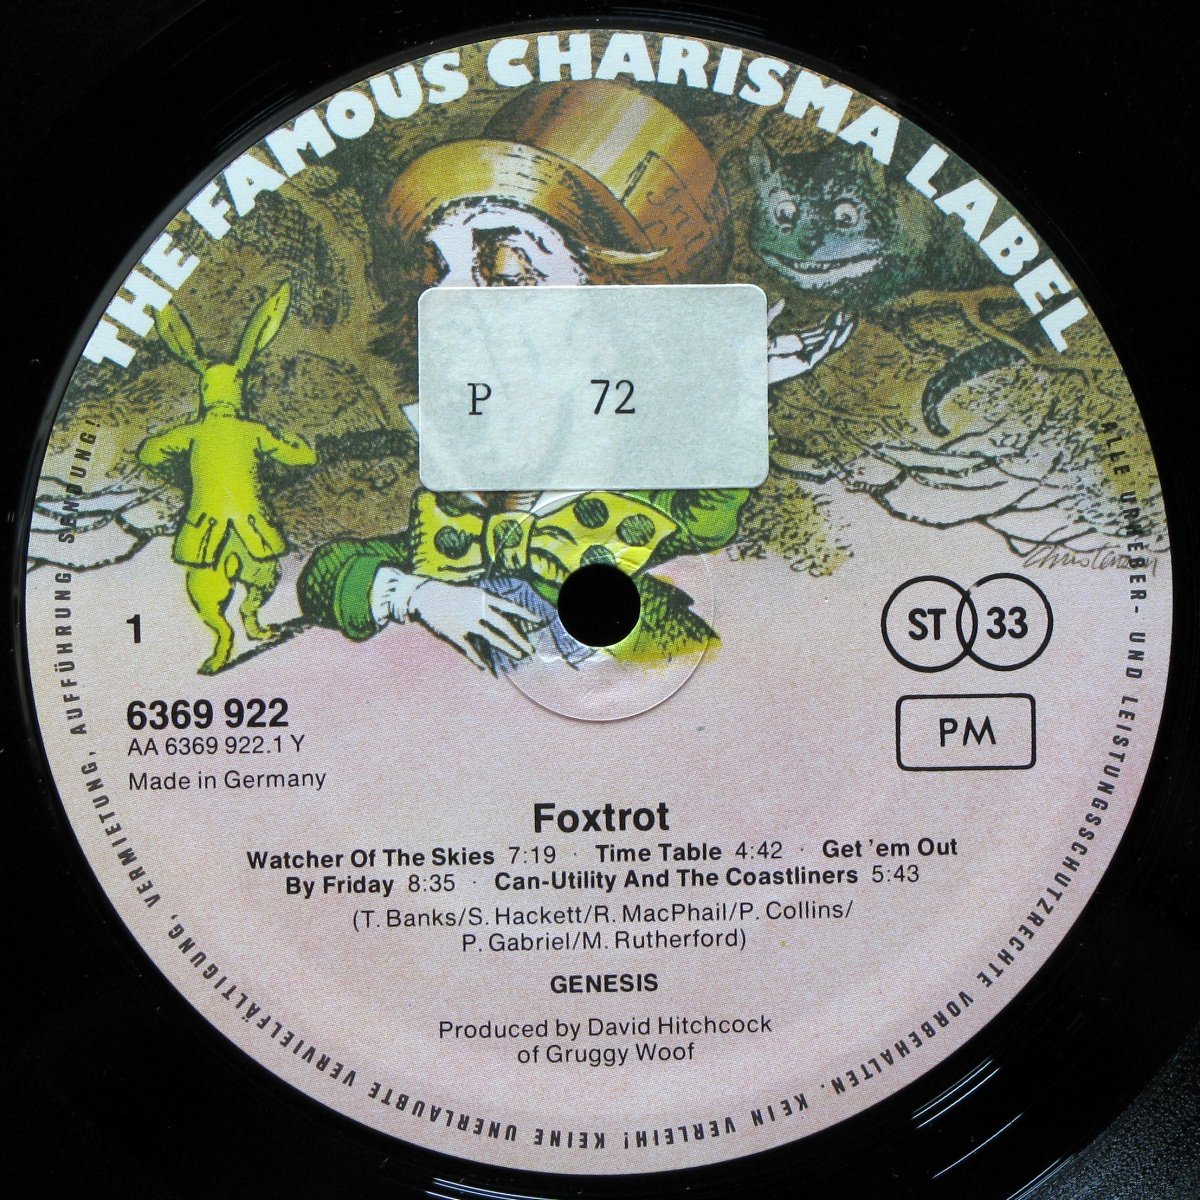 THE FAMOUS CHARISMA LABEL
P 72
1
ST 33
6369 922
AA 6369 922.1 Y
Made in Germany
PM
Foxtrot
Watcher Of The Skies 7:19 · Time Table 4:42 · Get 'em Out
By Friday 8:35 · Can-Utility And The Coastliners 5:43
(T. Banks/S. Hackett/R. MacPhail/P. Collins/
P. Gabriel/M. Rutherford)
GENESIS
Produced by David Hitchcock
of Gruggy Woof
ALLE URHEBER- UND LEISTUNGSSCHUTZRECHTE VORBEHALTEN. KEIN VERLEIH! KEINE UNERLAUBTE VERVIELFÄLTIGUNG, VERMIETUNG, AUFFÜHRUNG SENDUNG!